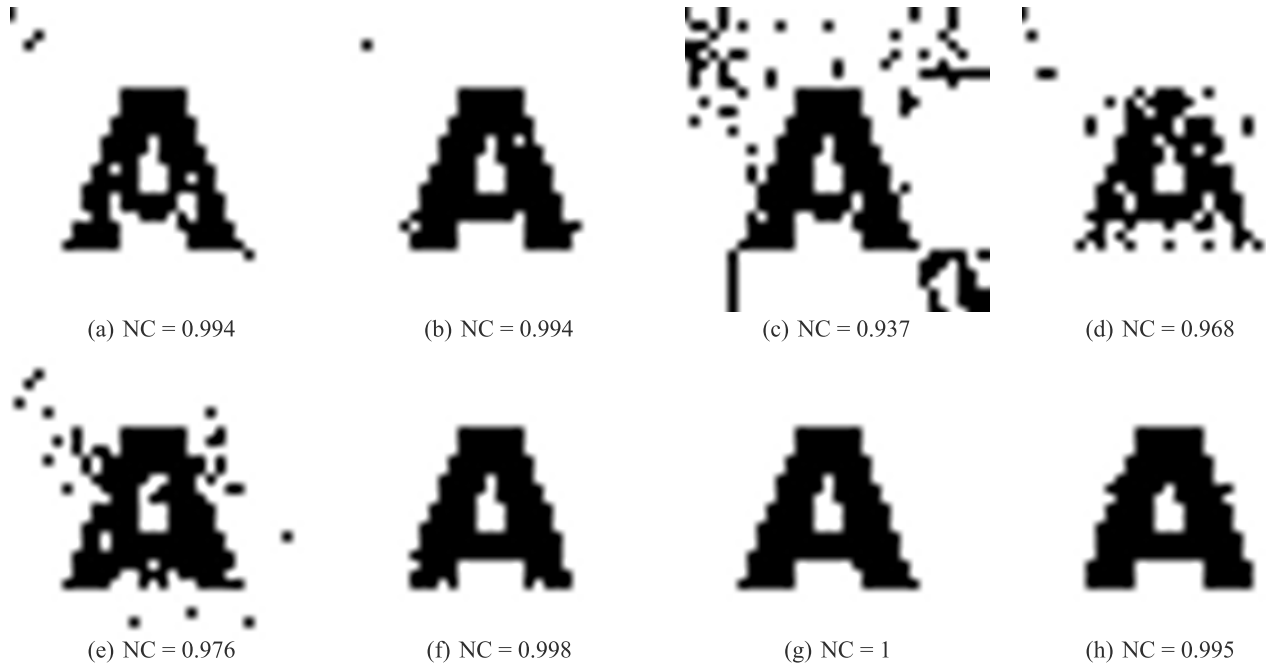 A A A A
(a) NC = 0.994 (b) NC = 0.994 (c) NC = 0.937 (d) NC = 0.968
A A A A
(e) NC = 0.976 (f) NC = 0.998 (g) NC = 1 (h) NC = 0.995